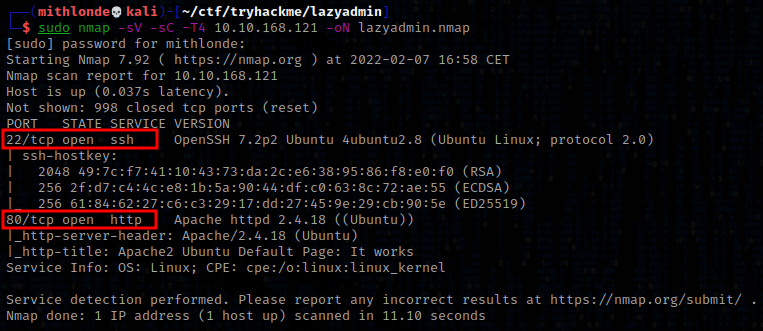 (mithlonde💀kali)-[~/ctf/tryhackme/lazyadmin]
$ sudo nmap -sV -sC -T4 10.10.168.121 -oN lazyadmin.nmap
[sudo] password for mithlonde:
Starting Nmap 7.92 ( https://nmap.org ) at 2022-02-07 16:58 CET
Nmap scan report for 10.10.168.121
Host is up (0.037s latency).
Not shown: 998 closed tcp ports (reset)
PORT   STATE SERVICE VERSION
22/tcp open  ssh     OpenSSH 7.2p2 Ubuntu 4ubuntu2.8 (Ubuntu Linux; protocol 2.0)
| ssh-hostkey:
|   2048 49:7c:f7:41:10:43:73:da:2c:e6:38:95:86:f8:e0:f0 (RSA)
|   256 2f:d7:c4:4c:e8:1b:5a:90:44:df:c0:63:8c:72:ae:55 (ECDSA)
|_  256 61:84:62:27:c6:c3:29:17:dd:27:45:9e:29:cb:90:5e (ED25519)
80/tcp open  http    Apache httpd 2.4.18 ((Ubuntu))
|_http-server-header: Apache/2.4.18 (Ubuntu)
|_http-title: Apache2 Ubuntu Default Page: It works
Service Info: OS: Linux; CPE: cpe:/o:linux:linux_kernel
Service detection performed. Please report any incorrect results at https://nmap.org/submit/ .
Nmap done: 1 IP address (1 host up) scanned in 11.10 seconds